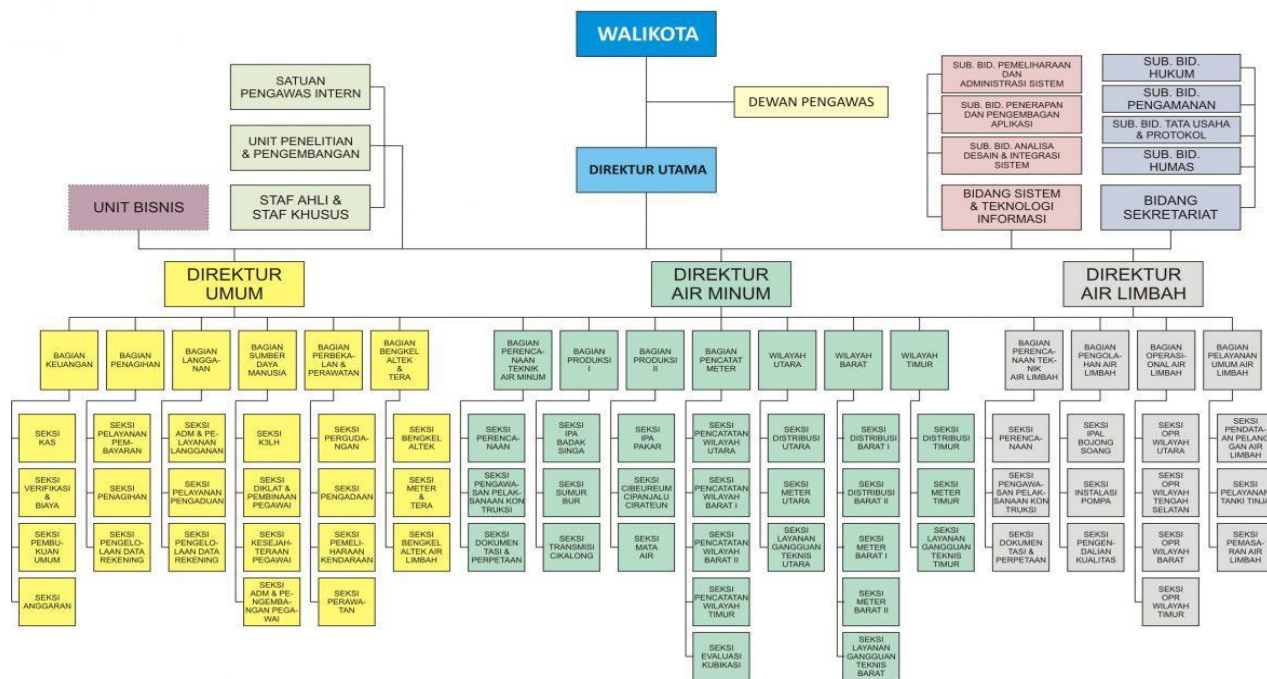 WALIKOTA
DEWAN PENGAWAS
DIREKTUR UTAMA
SATUAN
PENGAWAS INTERN
UNIT PENELITIAN
& PENGEMBANGAN
STAF AHLI &
STAF KHUSUS
UNIT BISNIS
SUB. BID. PEMELIHARAAN
DAN
ADMINISTRASI SISTEM
SUB. BID. PENERAPAN
DAN PENGEMBAGAN
APLIKASI
SUB. BID. ANALISA
DESAIN & INTEGRASI
SISTEM
BIDANG SISTEM
& TEKNOLOGI
INFORMASI
SUB. BID.
HUKUM
SUB. BID.
PENGAMANAN
SUB. BID. TATA USAHA
& PROTOKOL
SUB. BID.
HUMAS
BIDANG
SEKRETARIAT
DIREKTUR
UMUM
DIREKTUR
AIR MINUM
DIREKTUR
AIR LIMBAH
BAGIAN
KEUANGAN
BAGIAN
PENAGIHAN
BAGIAN
LANGGA-
NAN
BAGIAN
SUMBER
DAYA
MANUSIA
BAGIAN
PERBEKA-
LAN &
PERAWATAN
BAGIAN
BENGKEL
ALTEK
&
TERA
BAGIAN
PERENCA-
NAAN
TEKNIK
AIR MINUM
BAGIAN
PRODUKSI
I
BAGIAN
PRODUKSI
II
BAGIAN
PENCATAT
METER
WILAYAH
UTARA
WILAYAH
BARAT
WILAYAH
TIMUR
BAGIAN
PERENCA-
NAAN TEK-
NIK
AIR LIMBAH
BAGIAN
PENGOLA-
HAN AIR
LIMBAH
BAGIAN
OPERASI-
ONAL AIR
LIMBAH
BAGIAN
PELAYANAN
UMUM AIR
LIMBAH
SEKSI
KAS
SEKSI
VERIFIKASI
&
BIAYA
SEKSI
PEMBU-
KUAN
UMUM
SEKSI
ANGGARAN
SEKSI
PELAYANAN
PEM-
BAYARAN
SEKSI
PENAGIHAN
SEKSI
PENGE-
LOLAAN DATA
REKENING
SEKSI
ADM & PE-
LAYANAN
LANGGANAN
SEKSI
PELAYANAN
PENGADUAN
SEKSI
PENGELO-
LAAN DATA
REKENING
SEKSI
K3LH
SEKSI
DIKLAT &
PEMBINAAN
PEGAWAI
SEKSI
KESEJAH-
TERAAN
PEGAWAI
SEKSI
ADM & PE-
NGEMBA-
NGAN PEGA-
WAI
SEKSI
PERGUDA-
NGAN
SEKSI
PENGADAAN
SEKSI
PEMELI-
HARAAN
KENDARAAN
SEKSI
PERAWA-
TAN
SEKSI
BENGKEL
ALTEK
SEKSI
METER
&
TERA
SEKSI
BENGKEL
ALTEK AIR
LIMBAH
SEKSI
PERENCA-
NAAN
SEKSI
PENGAWA-
SAN PELAK-
SANAAN KON
TRUKSI
SEKSI
DOKUMEN
TASI &
PERPETAAN
SEKSI
IPA
BADAK
SINGA
SEKSI
SUMUR
BUR
SEKSI
TRANSMISI
CIKALONG
SEKSI
IPA
PAKAR
SEKSI
CIBEUREUM
CIPANJALU
CIRATEUN
SEKSI
MATA
AIR
SEKSI
PENCATATAN
WILAYAH
UTARA
SEKSI
PENCATATAN
WILAYAH
BARAT I
SEKSI
PENCATATAN
WILAYAH
BARAT II
SEKSI
PENCATATAN
WILAYAH
TIMUR
SEKSI
EVALUASI
KUBIKASI
SEKSI
DISTRIBUSI
UTARA
SEKSI
METER
UTARA
SEKSI
LAYANAN
GANGGUAN
TEKNIS
UTARA
SEKSI
DISTRIBUSI
BARAT I
SEKSI
DISTRIBUSI
BARAT II
SEKSI
METER
BARAT I
SEKSI
METER
BARAT II
SEKSI
LAYANAN
GANGGUAN
TEKNIS
BARAT
SEKSI
DISTRIBUSI
TIMUR
SEKSI
METER
TIMUR
SEKSI
LAYANAN
GANGGUAN
TEKNIS
TIMUR
SEKSI
PERENCA-
NAAN
SEKSI
PENGAWA-
SAN PELAK-
SANAAN KON
TRUKSI
SEKSI
DOKUMEN
TASI &
PERPETAAN
SEKSI
IPAL
BOJONG
SOANG
SEKSI
INSTALASI
POMPA
SEKSI
PENGEN-
DALIAN
KUALITAS
SEKSI
OPR
WILAYAH
UTARA
SEKSI
OPR
WILAYAH
TENGAH
SELATAN
SEKSI
OPR
WILAYAH
BARAT
SEKSI
OPR
WILAYAH
TIMUR
SEKSI
PENDATA-
AN PELANG
GAN AIR
LIMBAH
SEKSI
PELAYANAN
TANKI TINJA
SEKSI
PEMASA-
RAN AIR
LIMBAH